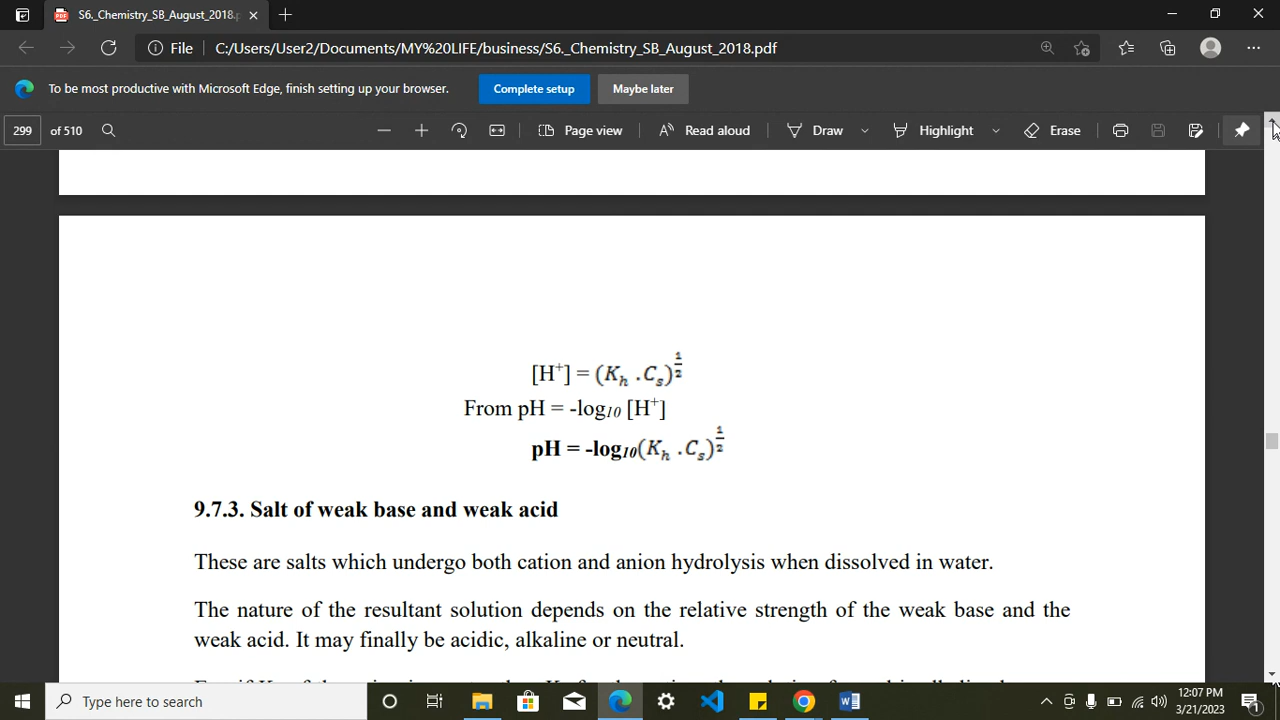 S6._Chemistry_SB_August_2018.p
File C:/Users/User2/Documents/MY%20LIFE/business/S6._Chemistry_SB_August_2018.pdf
To be most productive with Microsoft Edge, finish setting up your browser. Complete setup Maybe later
299 of 510 Page view Read aloud Draw Highlight Erase
[H⁺] = (K_h .C_s)^(1/2)
From pH = -log₁₀ [H⁺]
pH = -log₁₀(K_h .C_s)^(1/2)
9.7.3. Salt of weak base and weak acid
These are salts which undergo both cation and anion hydrolysis when dissolved in water.
The nature of the resultant solution depends on the relative strength of the weak base and the
weak acid. It may finally be acidic, alkaline or neutral.
Type here to search
12:07 PM
3/21/2023
1